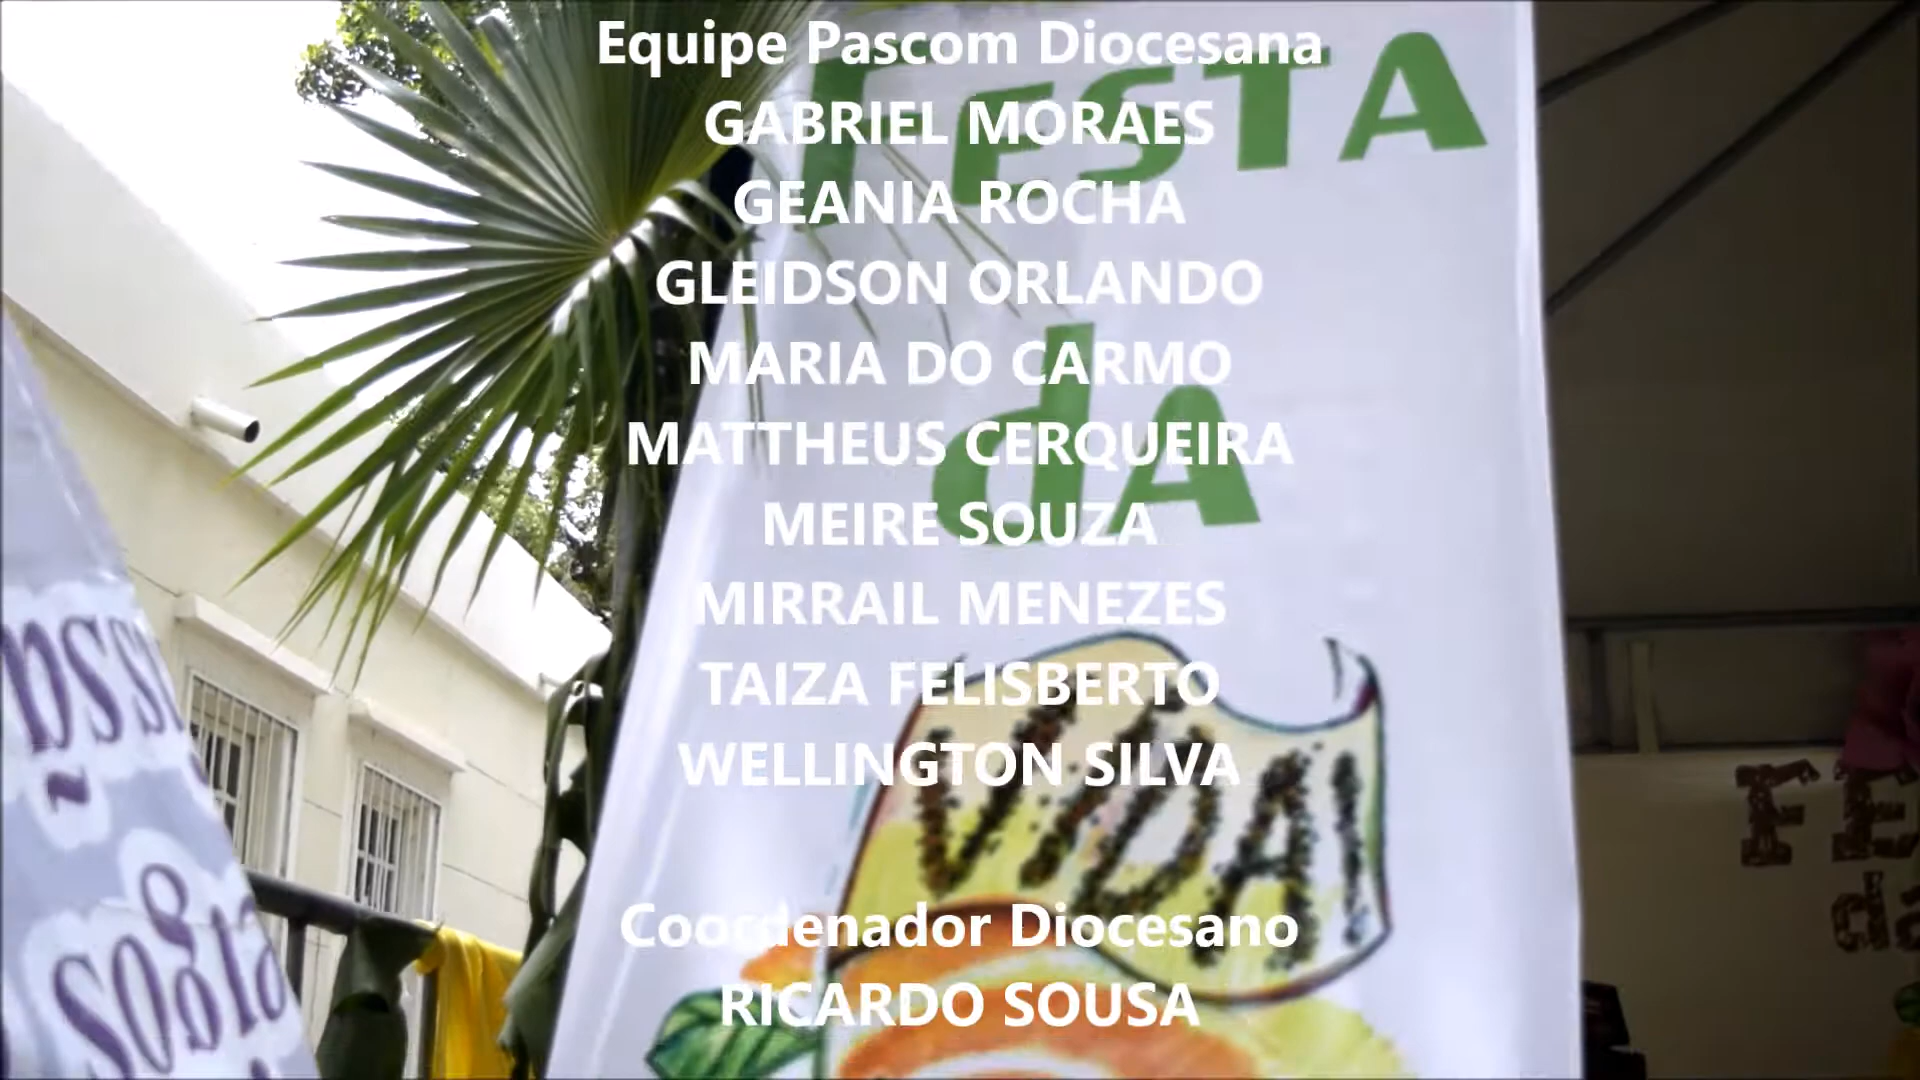 Equipe Pascom Diocesana
GABRIEL MORAES
GEANIA ROCHA
GLEIDSON ORLANDO
MARIA DO CARMO
MATTHEUS CERQUEIRA
MEIRE SOUZA
MIRRAIL MENEZES
TAIZA FELISBERTO
WELLINGTON SILVA
Coordenador Diocesano
RICARDO SOUSA
FESTA
dA
VIDA!